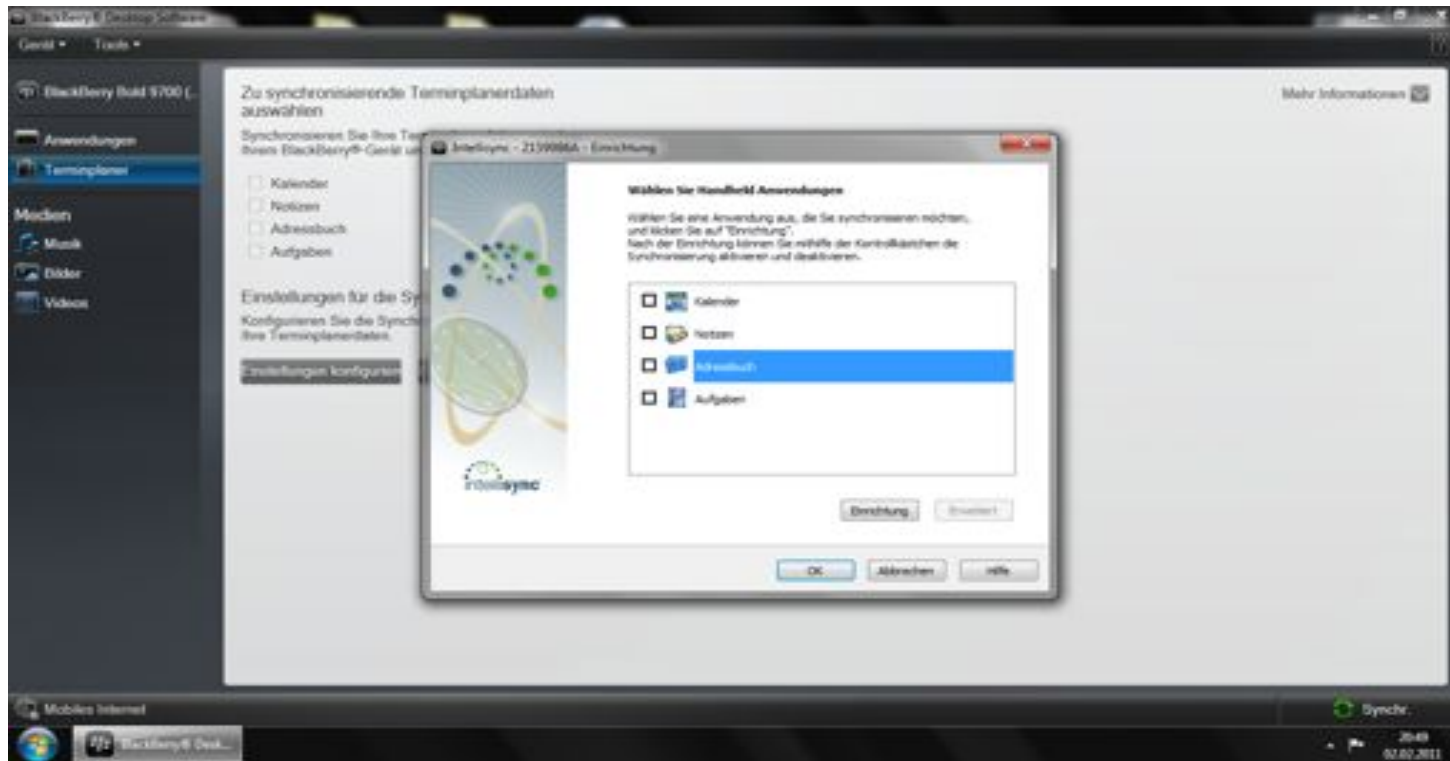 BlackBerry® Desktop Software
Gerät Tools
BlackBerry Bold 9700 (
Anwendungen
Terminplaner
Medien
Musik
Bilder
Videos
Zu synchronisierende Terminplanerdaten
auswählen
Mehr Informationen
Synchronisieren Sie Ihre
Ihrem BlackBerry®-Gerät
Kalender
Notizen
Adressbuch
Aufgaben
Einstellungen für die
Konfigurieren Sie die
Ihre Terminplanerdaten.
Einstellungen konfigurieren
Intellisync - 2159986A - Einrichtung
Wählen Sie Handheld Anwendungen
Wählen Sie eine Anwendung aus, die Sie synchronisieren möchten,
und klicken Sie auf "Einrichtung".
Nach der Einrichtung können Sie mithilfe der Kontrollkästchen die
Synchronisierung aktivieren und deaktivieren.
Kalender
Notizen
Adressbuch
Aufgaben
intellisync
Einrichtung Erweitert
OK Abbrechen Hilfe
Mobiles Internet
Synchr.
BlackBerry® Desk...
20:49
02.02.2011